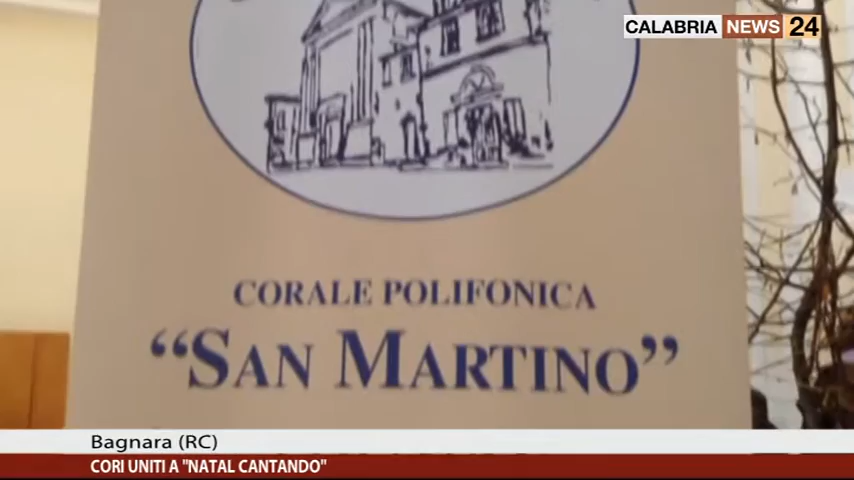 CALABRIA NEWS 24
CORALE POLIFONICA
“SAN MARTINO”
Bagnara (RC)
CORI UNITI A "NATAL CANTANDO"